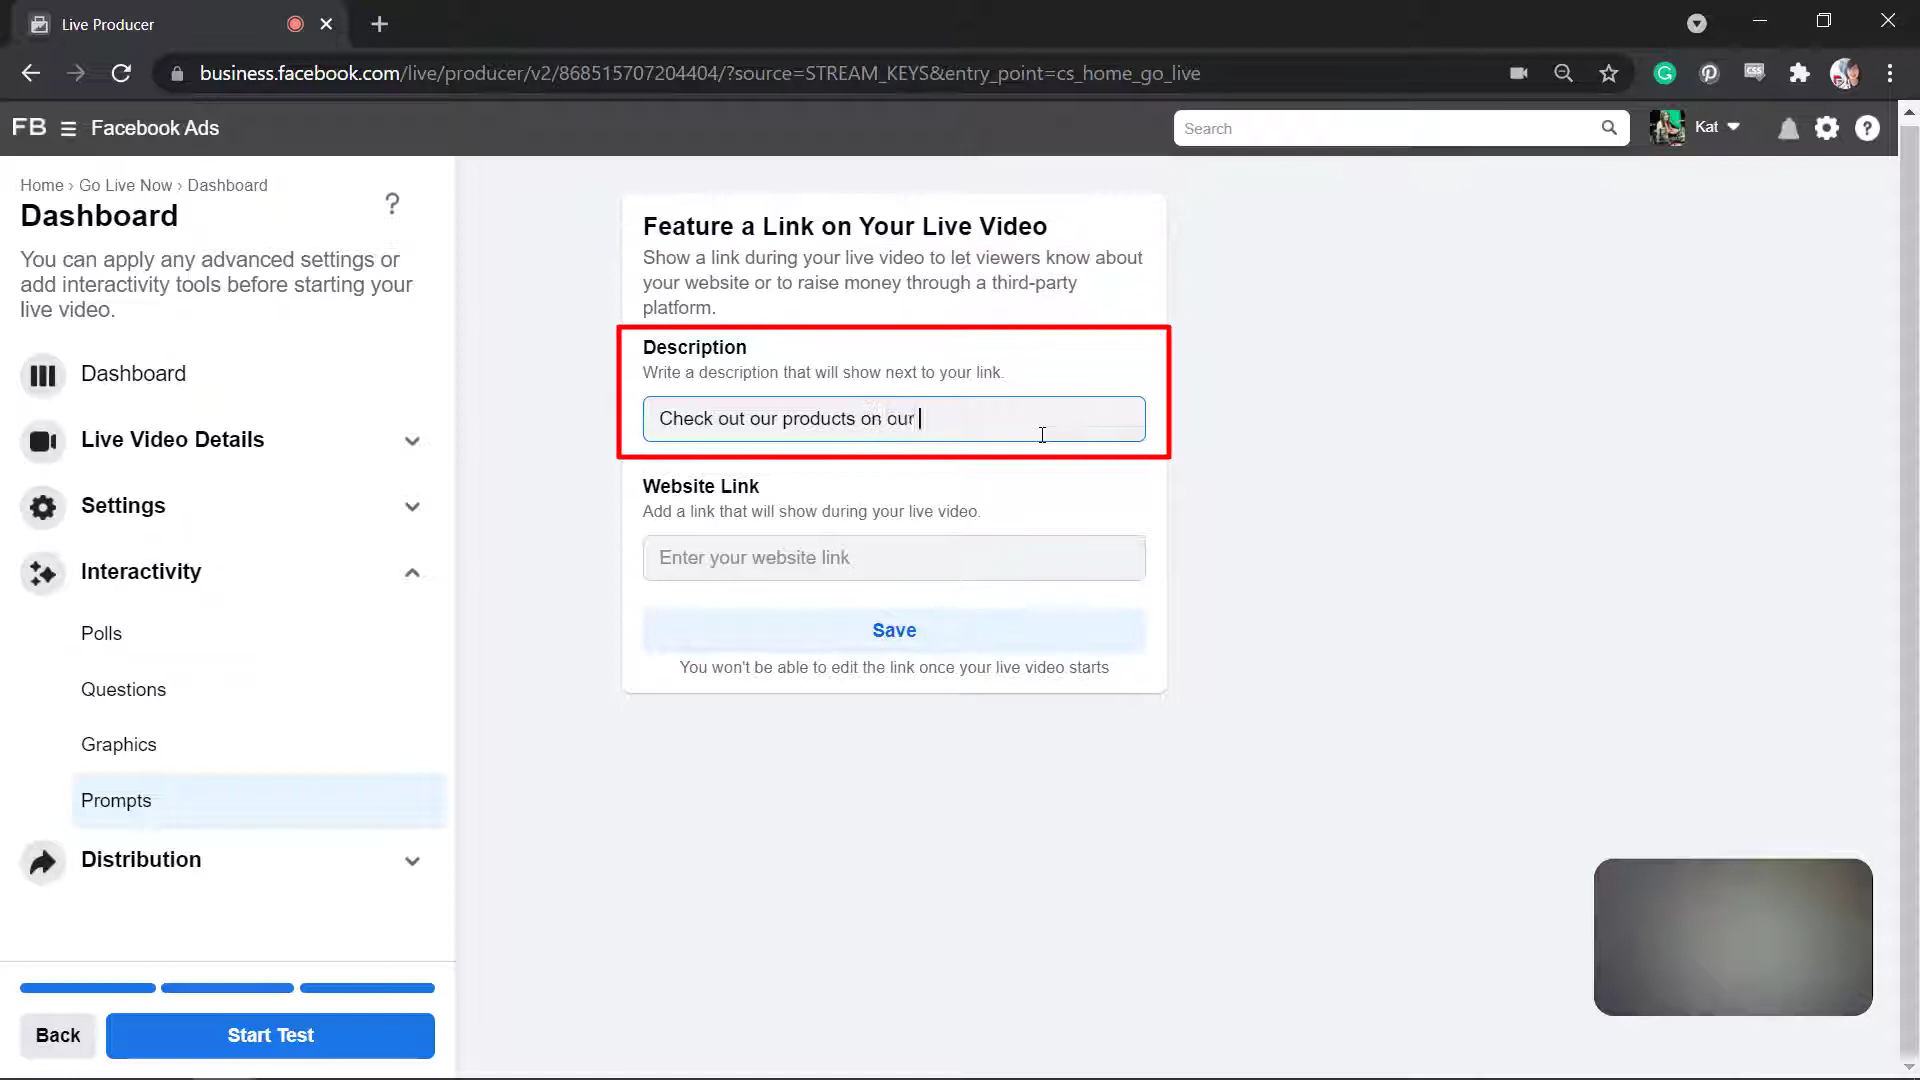 Live Producer
business.facebook.com/live/producer/v2/868515707204404/?source=STREAM_KEYS&entry_point=cs_home_go_live
CSS
FB
Facebook Ads
Search
Kat
Home › Go Live Now › Dashboard
Dashboard
You can apply any advanced settings or
add interactivity tools before starting your
live video.
Dashboard
Live Video Details
Settings
Interactivity
Polls
Questions
Graphics
Prompts
Distribution
Back
Start Test
Feature a Link on Your Live Video
Show a link during your live video to let viewers know about
your website or to raise money through a third-party
platform.
Description
Write a description that will show next to your link.
Check out our products on our
Website Link
Add a link that will show during your live video.
Enter your website link
Save
You won't be able to edit the link once your live video starts